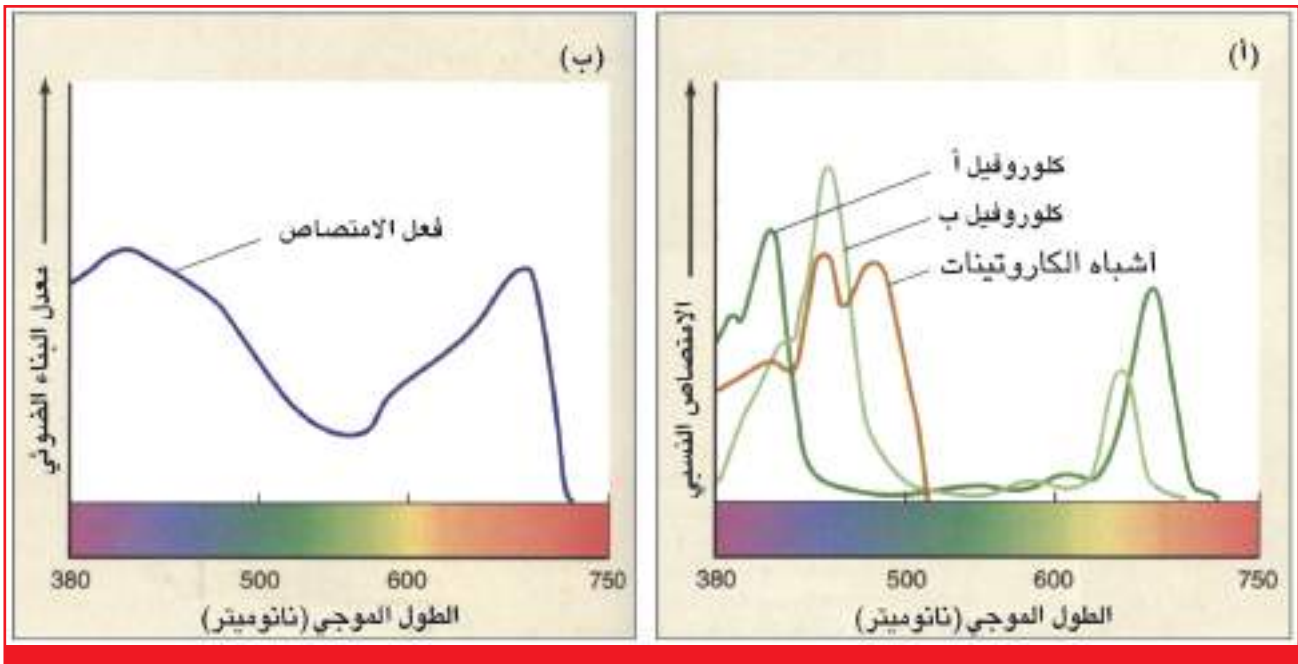 (أ)
كلوروفيل أ
كلوروفيل ب
اشباه الكاروتينات
الامتصاص النسبي
380 500 600 750
الطول الموجي (نانوميتر)
(ب)
فعل الامتصاص
معدل البناء الضوئي
380 500 600 750
الطول الموجي (نانوميتر)